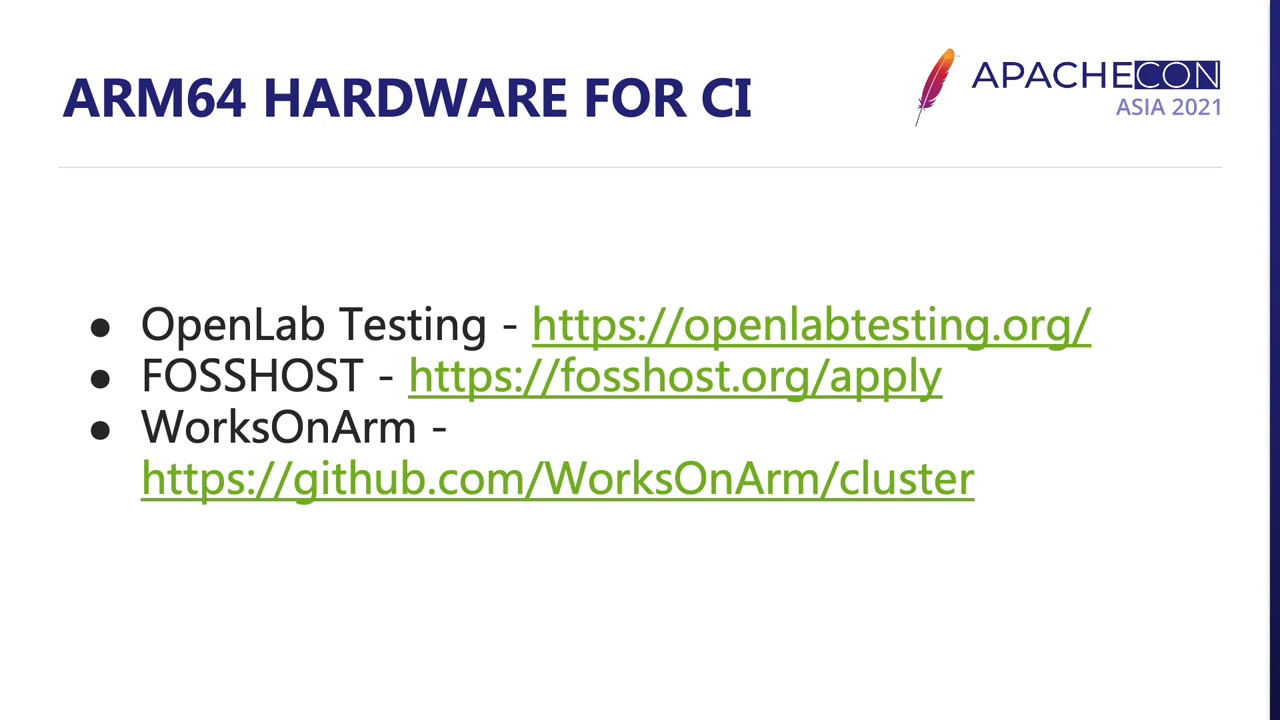 ARM64 HARDWARE FOR CI
APACHECON
ASIA 2021
● OpenLab Testing - https://openlabtesting.org/
● FOSSHOST - https://fosshost.org/apply
● WorksOnArm -
https://github.com/WorksOnArm/cluster